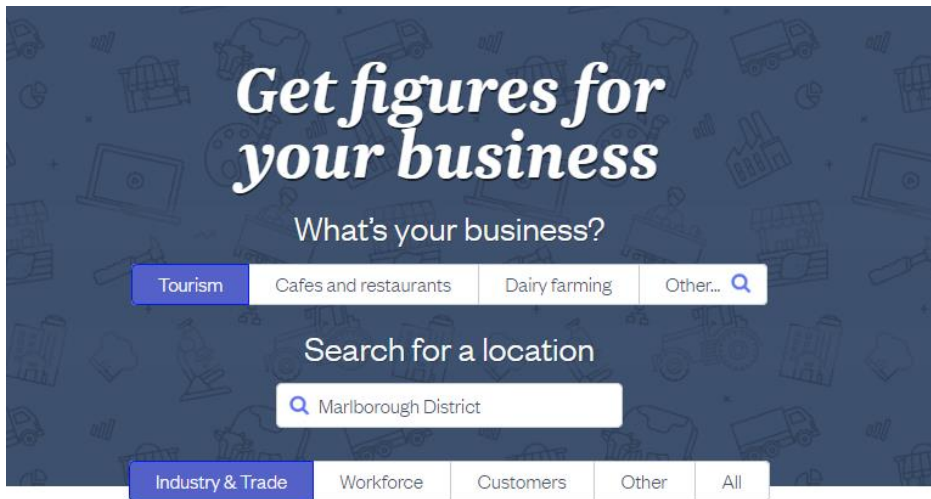 Get figures for
your business
What's your business?
Tourism Cafes and restaurants Dairy farming Other...
Search for a location
Marlborough District
Industry & Trade Workforce Customers Other All